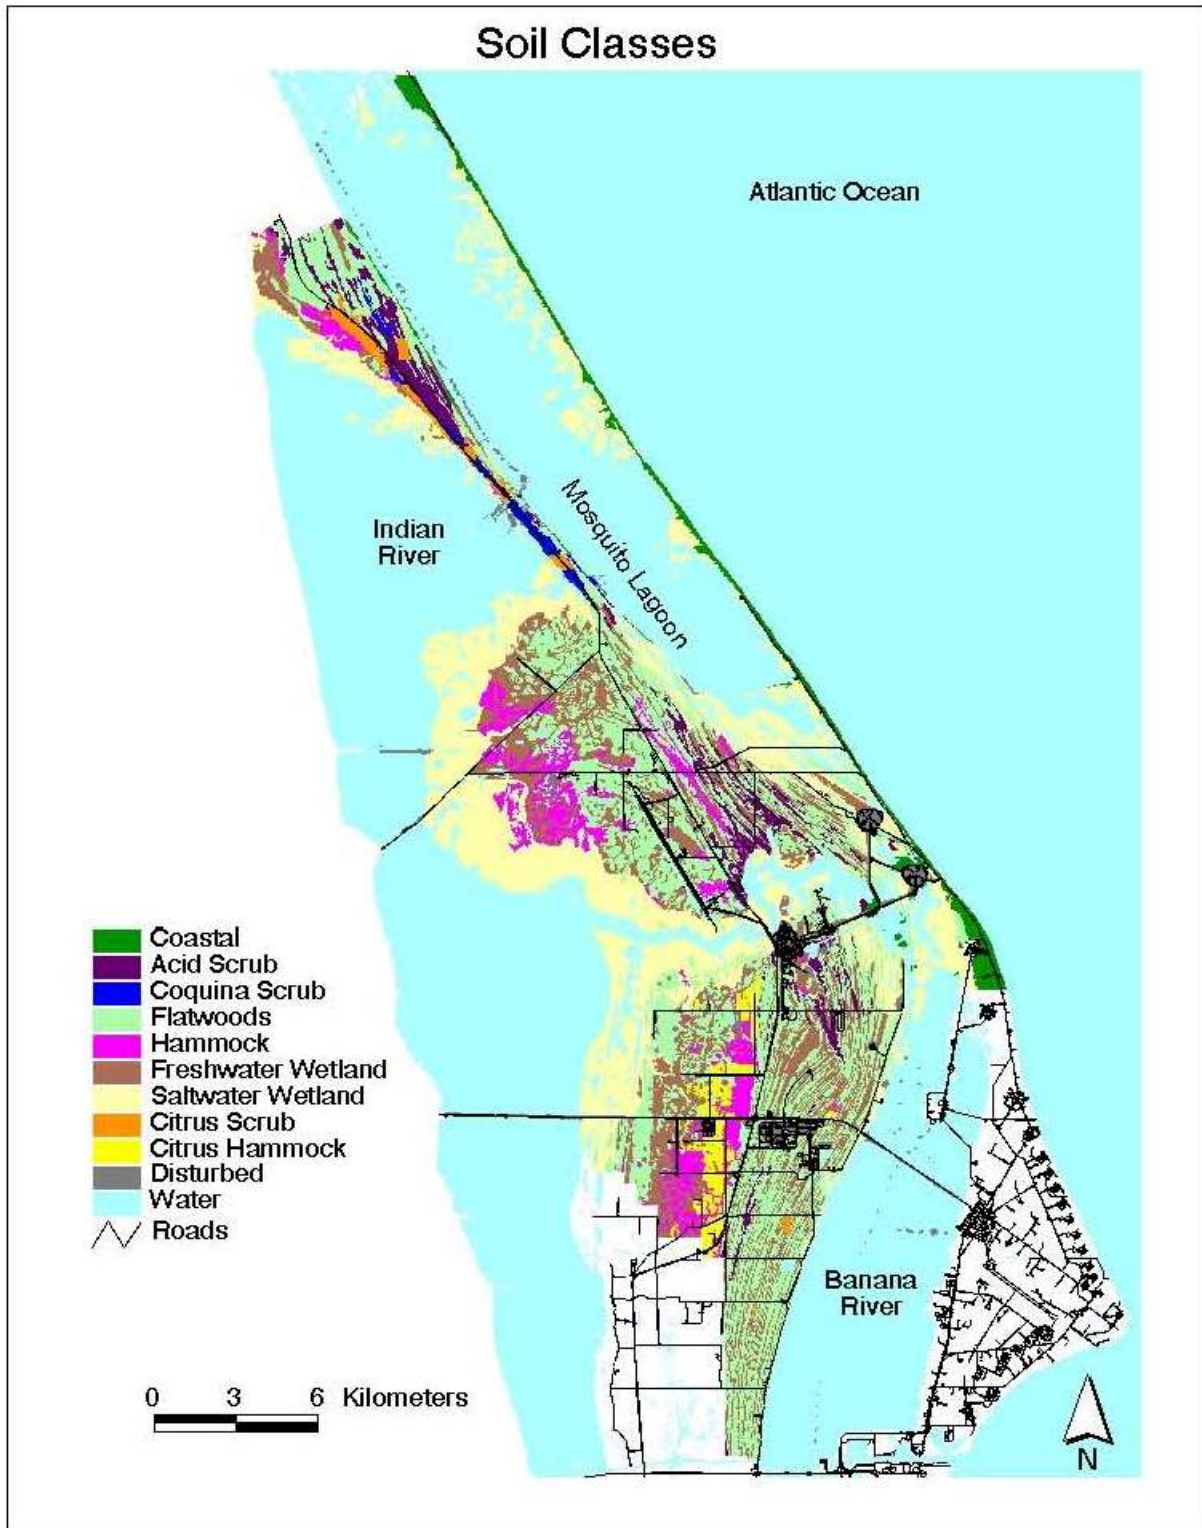 Soil Classes
Atlantic Ocean
Indian
River
Mosquito Lagoon
Coastal
Acid Scrub
Coquina Scrub
Flatwoods
Hammock
Freshwater Wetland
Saltwater Wetland
Citrus Scrub
Citrus Hammock
Disturbed
Water
Roads
Banana
River
0 3 6 Kilometers
N